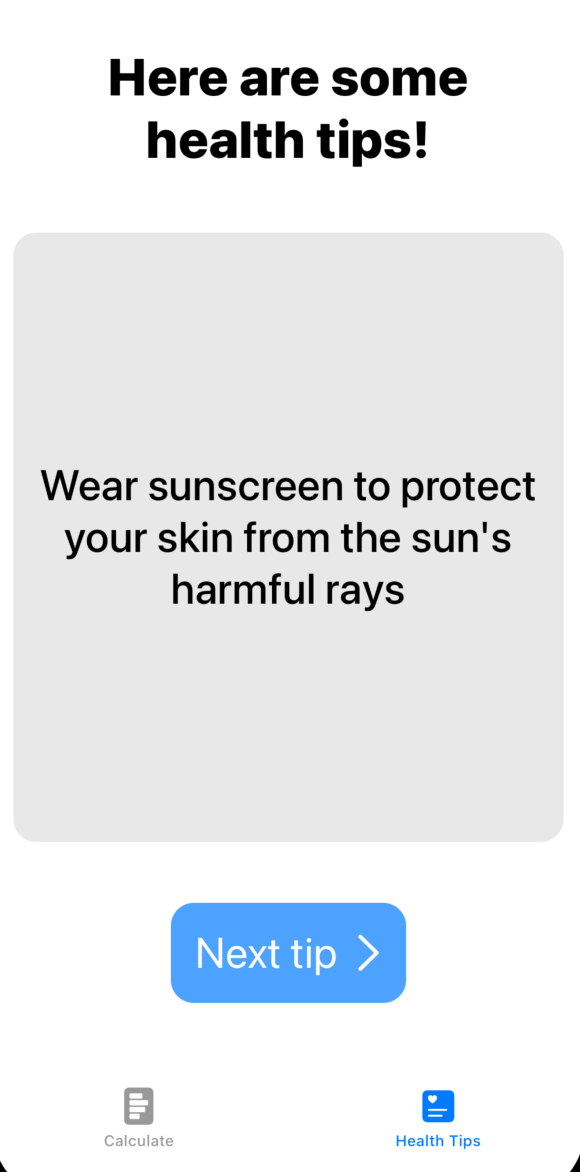 Here are some
health tips!
Wear sunscreen to protect
your skin from the sun's
harmful rays
Next tip
Calculate
Health Tips